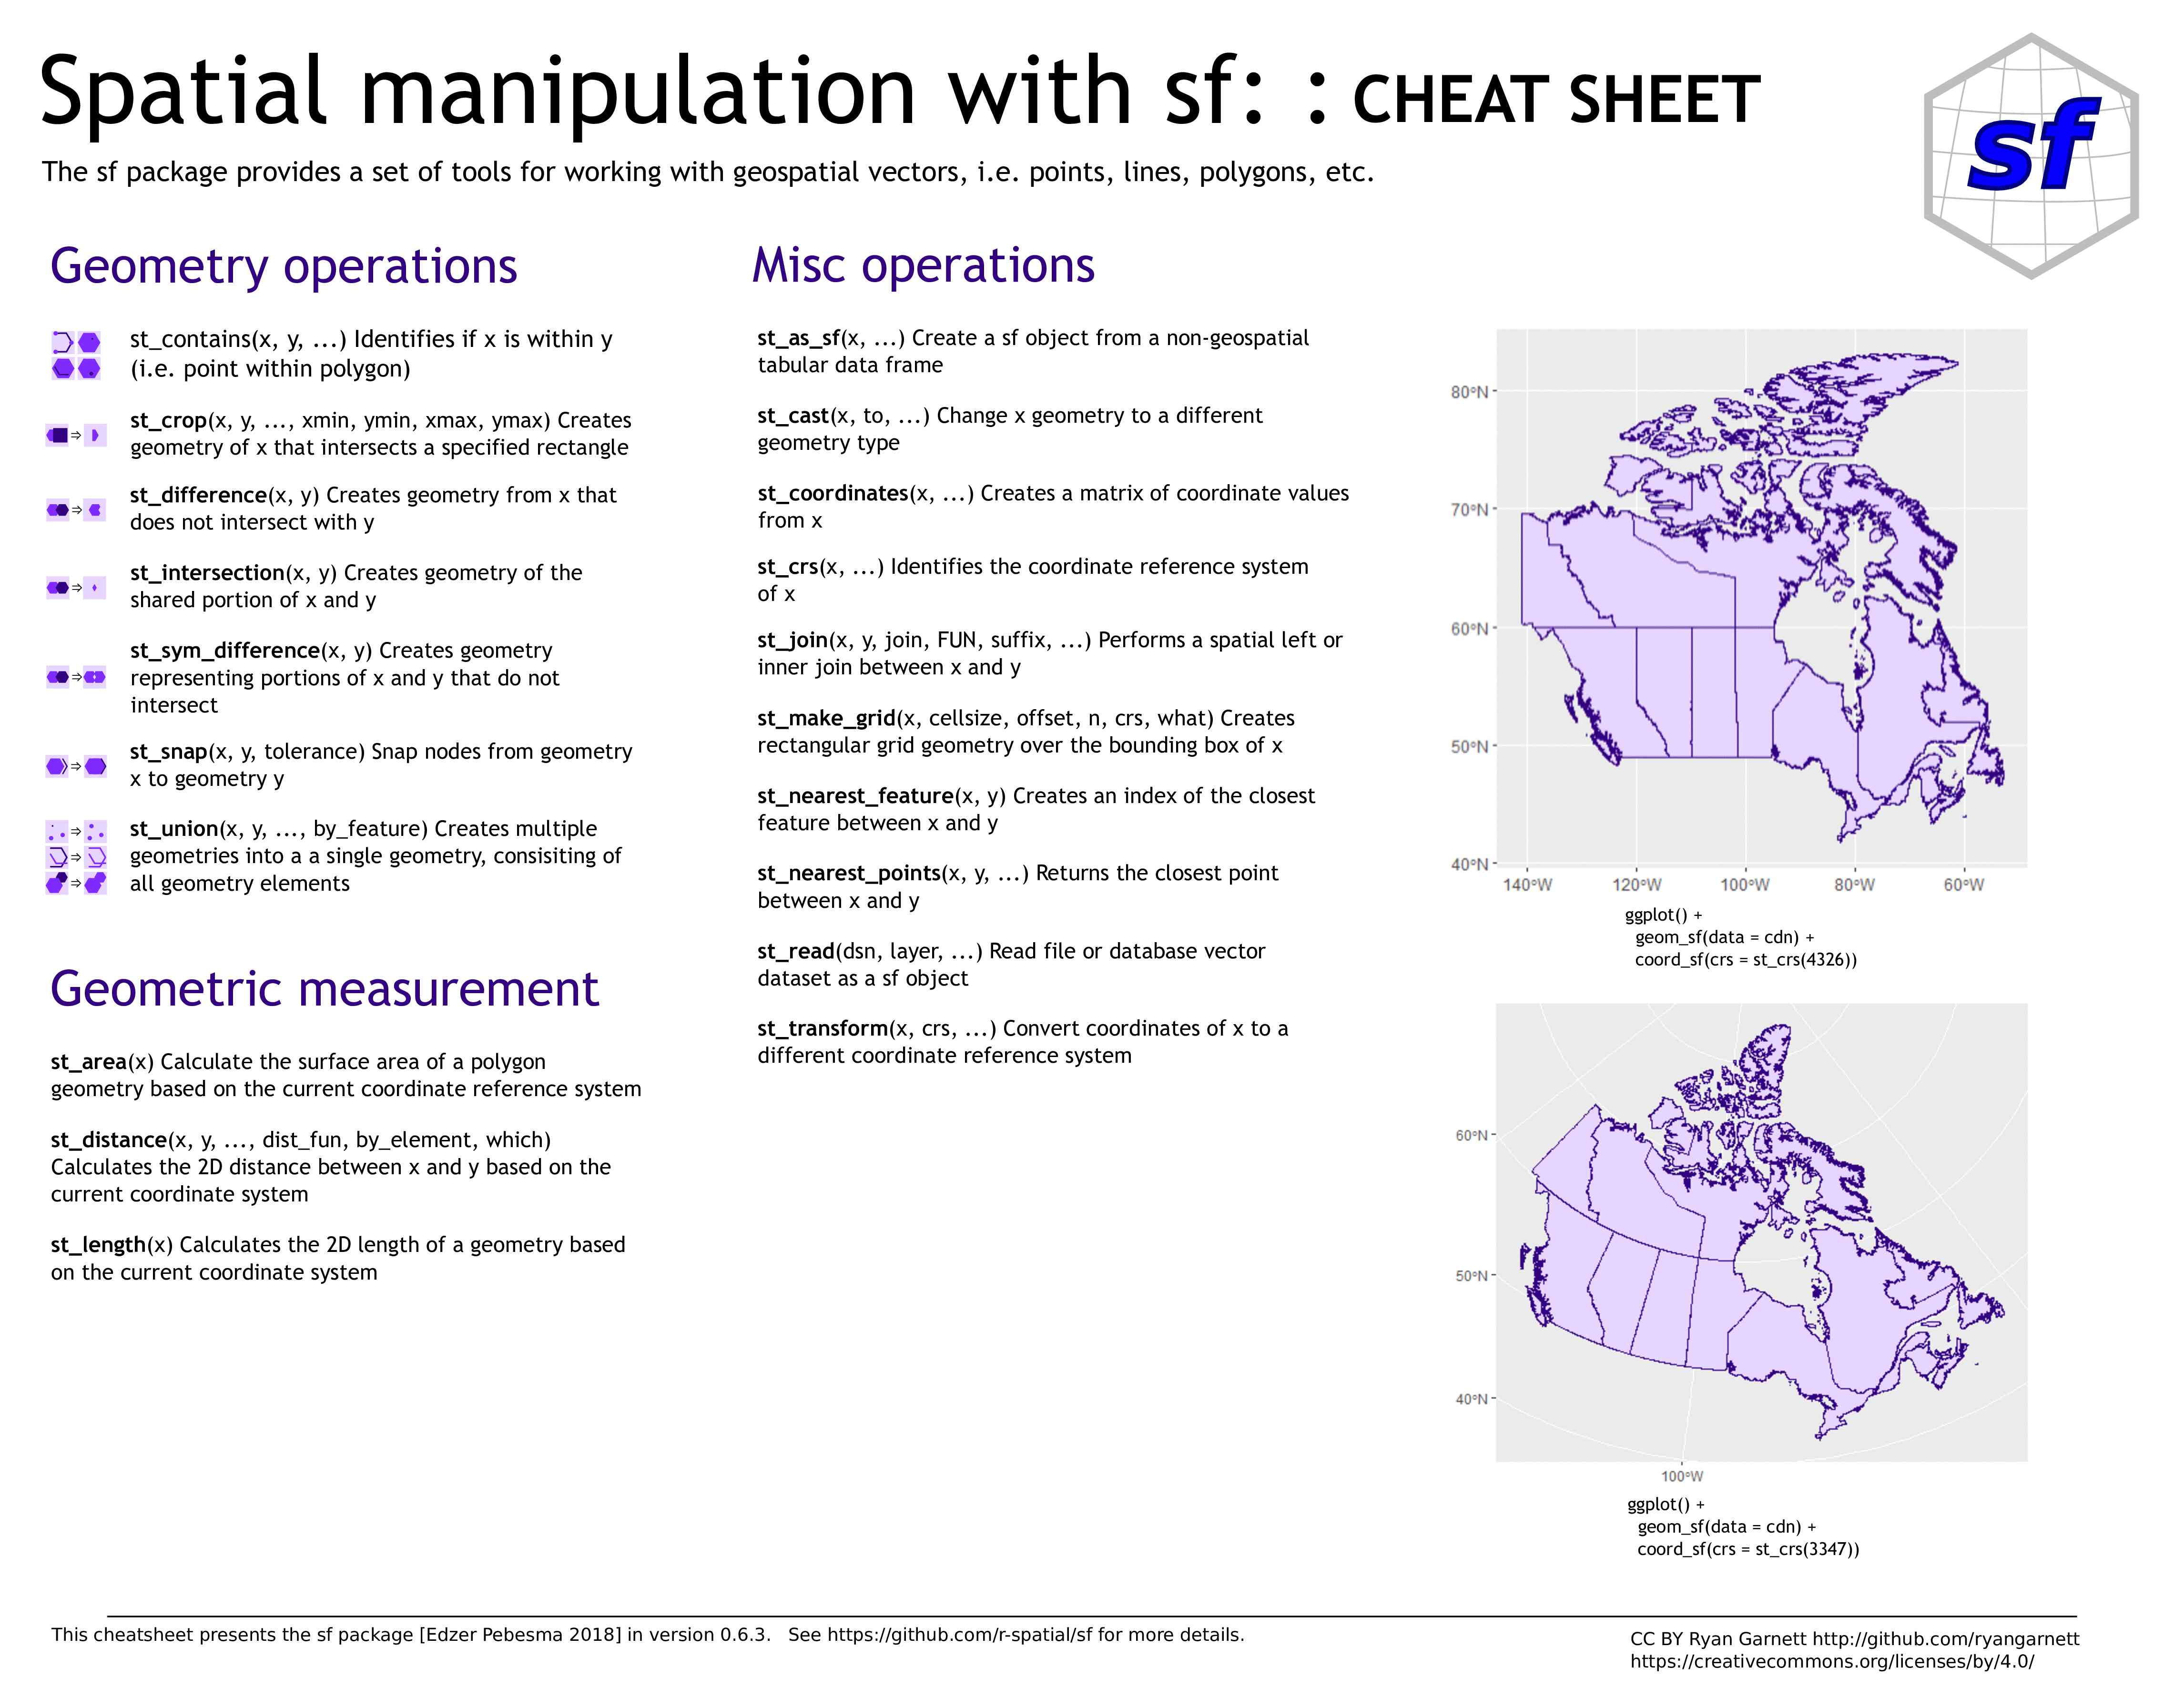 Spatial manipulation with sf: : CHEAT SHEET
The sf package provides a set of tools for working with geospatial vectors, i.e. points, lines, polygons, etc.
sf
Geometry operations
st_contains(x, y, ...) Identifies if x is within y
(i.e. point within polygon)
st_crop(x, y, ..., xmin, ymin, xmax, ymax) Creates
geometry of x that intersects a specified rectangle
st_difference(x, y) Creates geometry from x that
does not intersect with y
st_intersection(x, y) Creates geometry of the
shared portion of x and y
st_sym_difference(x, y) Creates geometry
representing portions of x and y that do not
intersect
st_snap(x, y, tolerance) Snap nodes from geometry
x to geometry y
st_union(x, y, ..., by_feature) Creates multiple
geometries into a a single geometry, consisiting of
all geometry elements
Geometric measurement
st_area(x) Calculate the surface area of a polygon
geometry based on the current coordinate reference system
st_distance(x, y, ..., dist_fun, by_element, which)
Calculates the 2D distance between x and y based on the
current coordinate system
st_length(x) Calculates the 2D length of a geometry based
on the current coordinate system
Misc operations
st_as_sf(x, ...) Create a sf object from a non-geospatial
tabular data frame
st_cast(x, to, ...) Change x geometry to a different
geometry type
st_coordinates(x, ...) Creates a matrix of coordinate values
from x
st_crs(x, ...) Identifies the coordinate reference system
of x
st_join(x, y, join, FUN, suffix, ...) Performs a spatial left or
inner join between x and y
st_make_grid(x, cellsize, offset, n, crs, what) Creates
rectangular grid geometry over the bounding box of x
st_nearest_feature(x, y) Creates an index of the closest
feature between x and y
st_nearest_points(x, y, ...) Returns the closest point
between x and y
st_read(dsn, layer, ...) Read file or database vector
dataset as a sf object
st_transform(x, crs, ...) Convert coordinates of x to a
different coordinate reference system
80°N
70°N
60°N
50°N
40°N
140°W 120°W 100°W 80°W 60°W
ggplot() +
geom_sf(data = cdn) +
coord_sf(crs = st_crs(4326))
60°N
50°N
40°N
100°W
ggplot() +
geom_sf(data = cdn) +
coord_sf(crs = st_crs(3347))
This cheatsheet presents the sf package [Edzer Pebesma 2018] in version 0.6.3. See https://github.com/r-spatial/sf for more details.
CC BY Ryan Garnett http://github.com/ryangarnett
https://creativecommons.org/licenses/by/4.0/